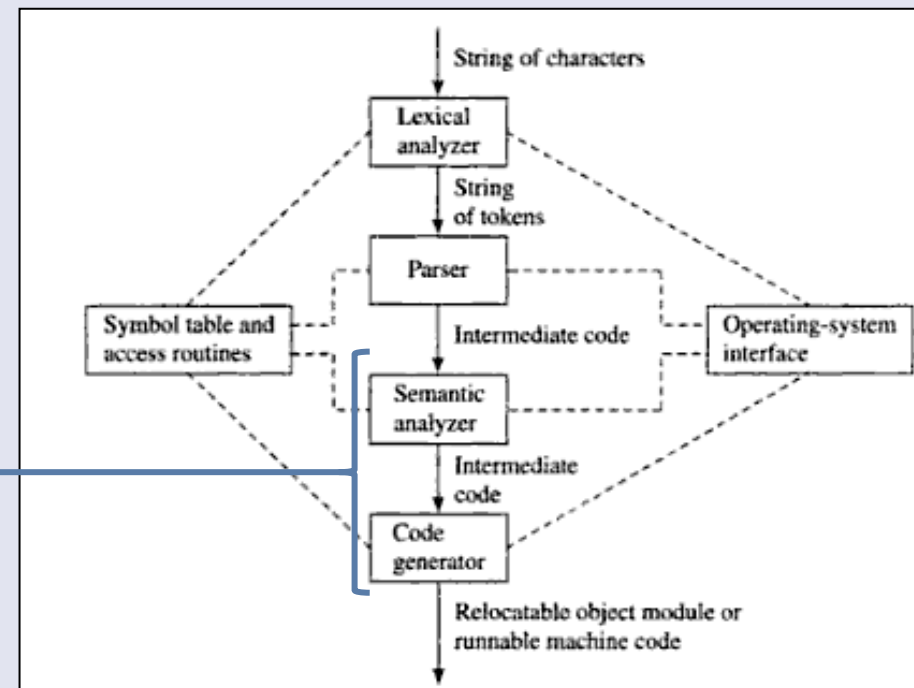 String of characters
Lexical
analyzer
String
of tokens
Parser
Symbol table and
access routines
Intermediate code
Operating-system
interface
Semantic
analyzer
Intermediate
code
Code
generator
Relocatable object module or
runnable machine code